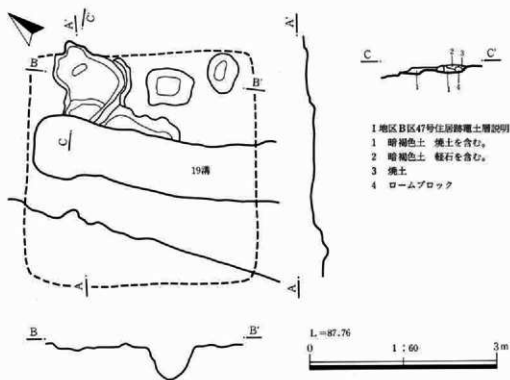 A' C' A'
B' B'
C C'
2 3
1 1 4
C
19溝
A A
B B'
I地区B区47号住居跡竈土層説明
1 暗褐色土 焼土を含む。
2 暗褐色土 軽石を含む。
3 焼土
4 ロームブロック
L=87.76
0 1:60 3m